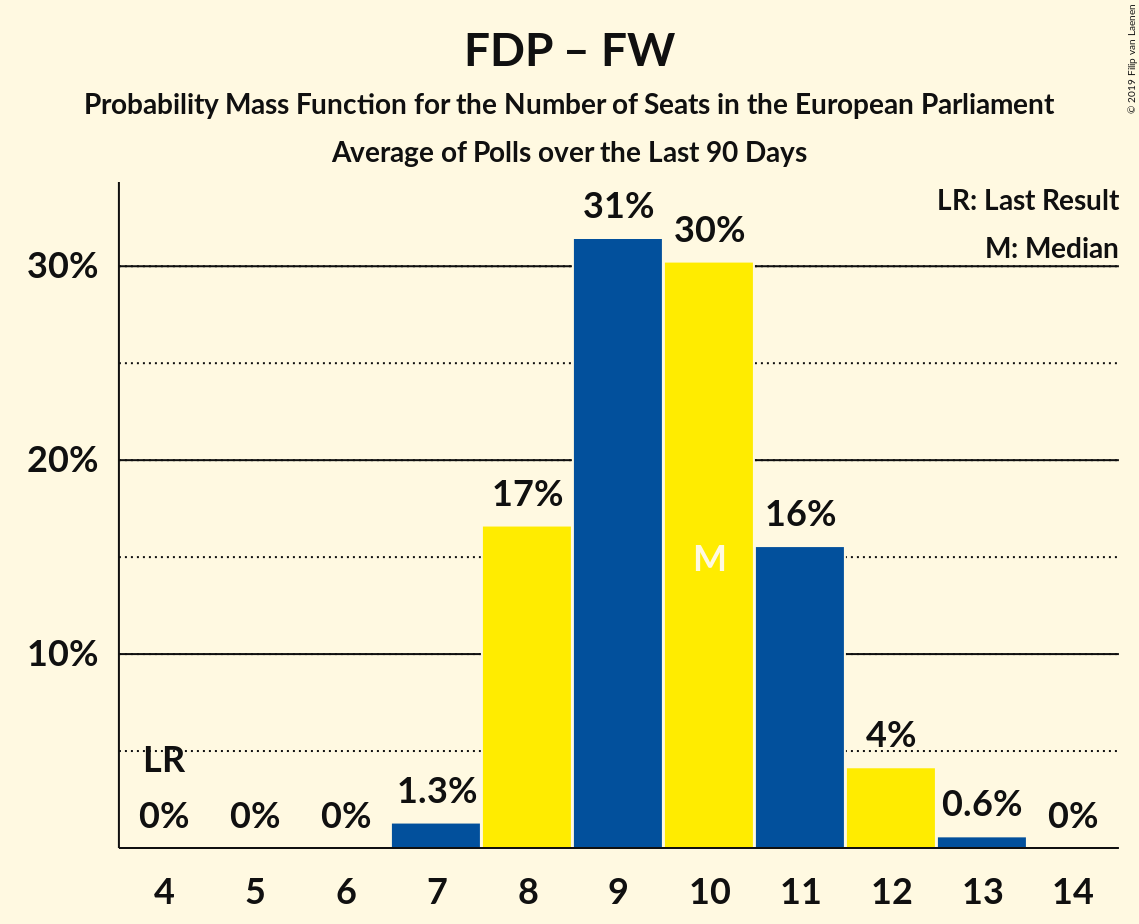 FDP – FW
Probability Mass Function for the Number of Seats in the European Parliament
Average of Polls over the Last 90 Days
© 2019 Filip van Laenen
LR: Last Result
M: Median
30%
20%
10%
LR
0%
0%
0%
1.3%
17%
31%
30%
M
16%
4%
0.6%
0%
4 5 6 7 8 9 10 11 12 13 14